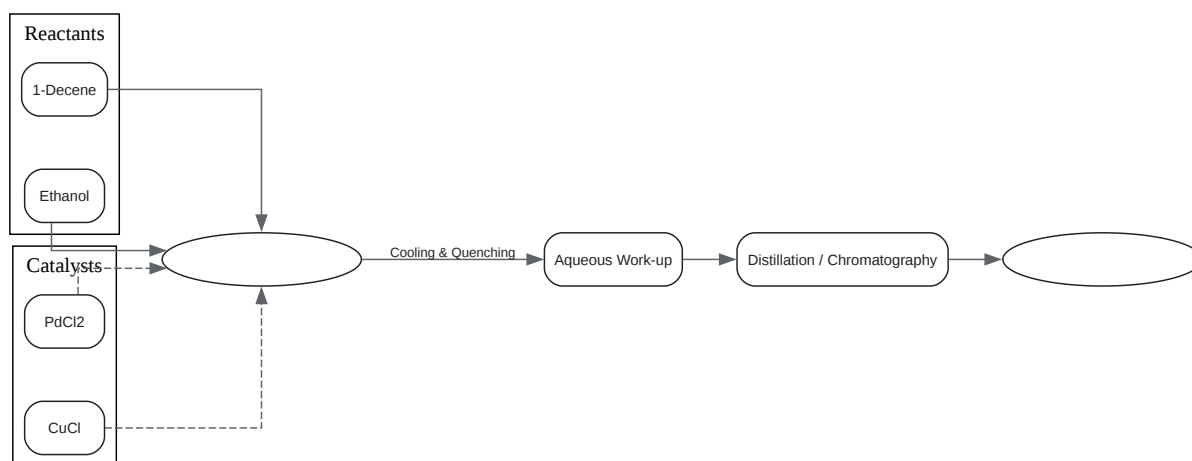 Reactants
1-Decene
Ethanol
Catalysts
PdCl2
CuCl
Cooling & Quenching
Aqueous Work-up
Distillation / Chromatography